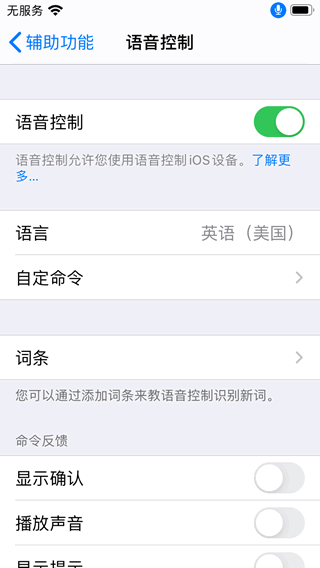 无服务
辅助功能 语音控制
语音控制
语音控制允许您使用语音控制 iOS 设备。了解更
多...
语言 英语（美国）
自定命令
词条
您可以通过添加词条来教语音控制识别新词。
命令反馈
显示确认
播放声音
显示提示